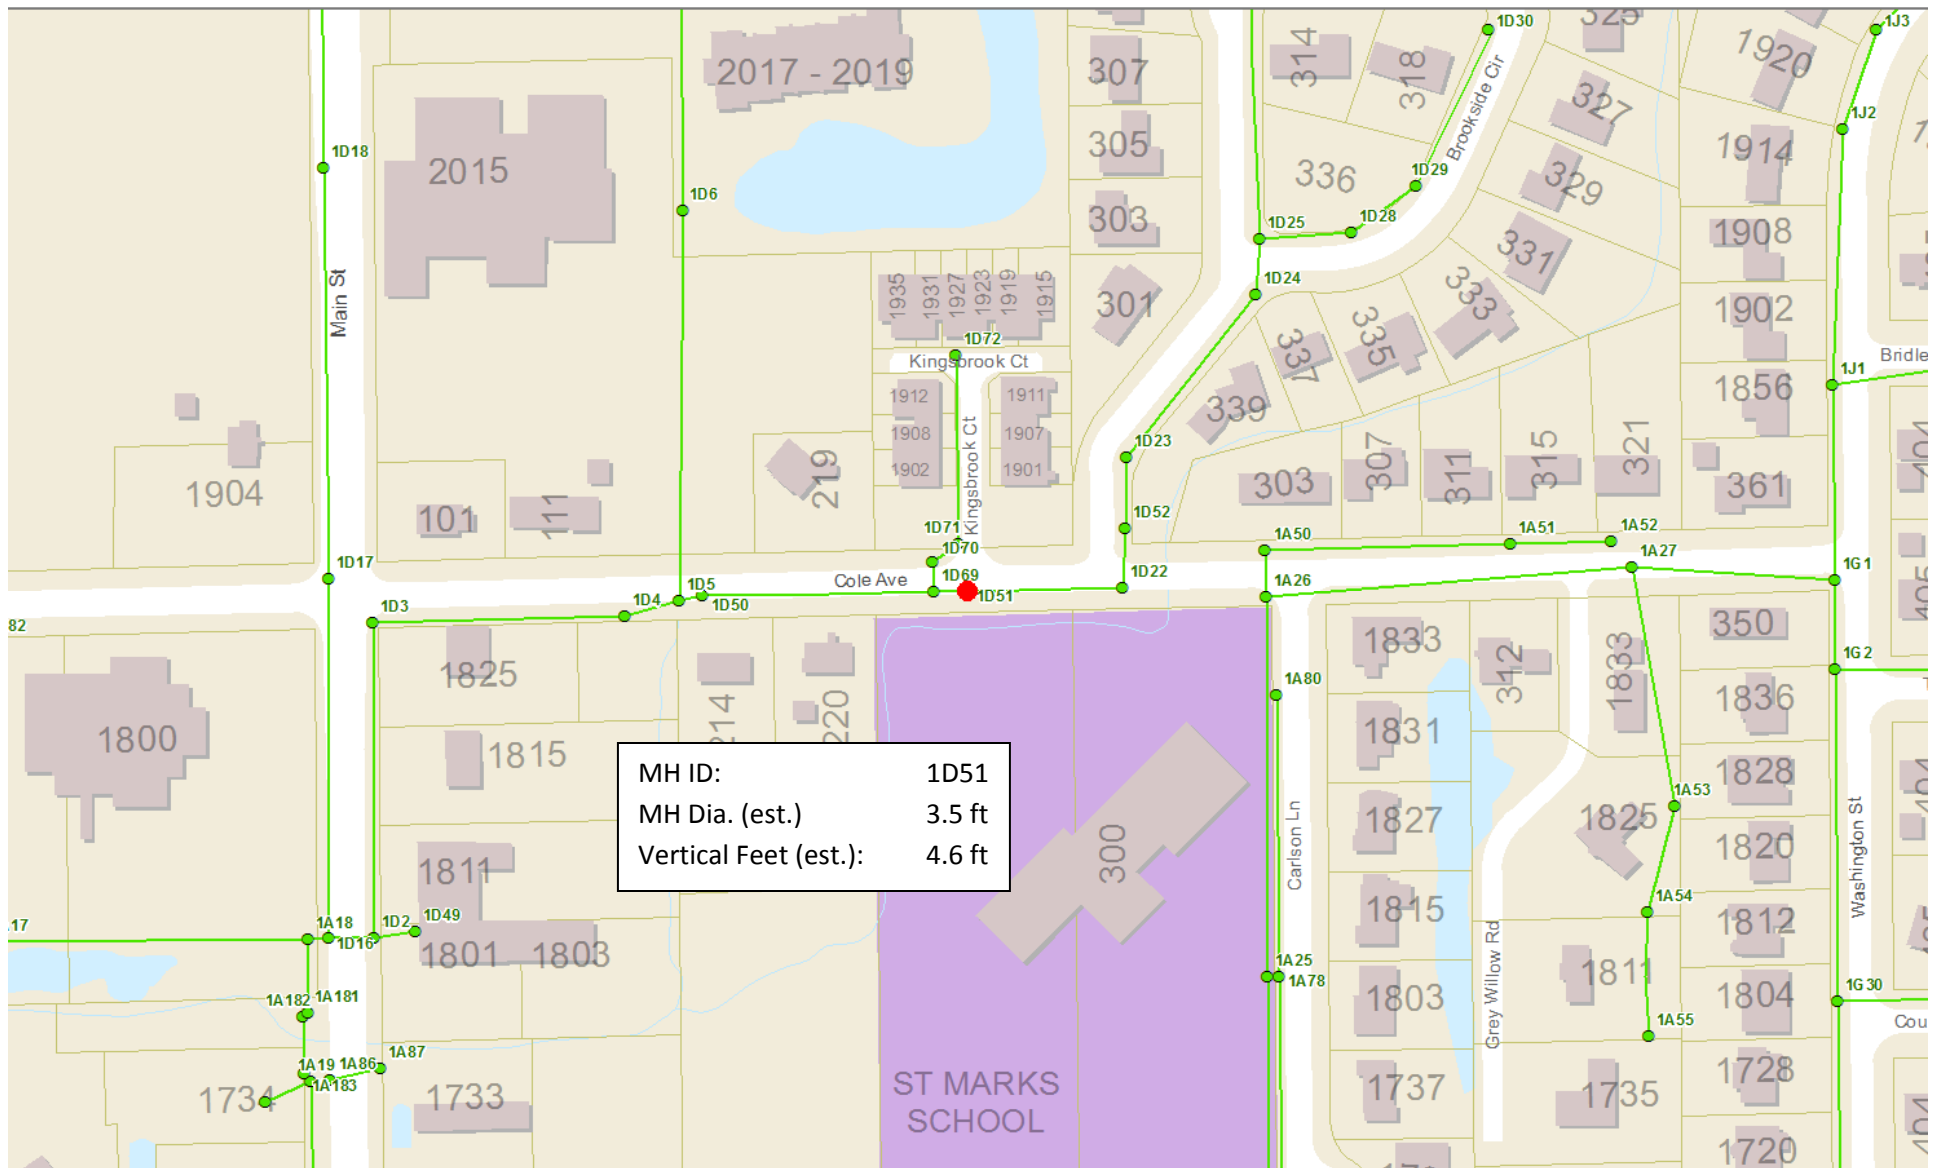 1D30
1J3
325
314
318
1920
307
2017 - 2019
Brookside Cir
327
1J2
1D18
2015
305
1914
336
1D29
329
1D6
303
1D28
1D25
1908
331
Main St
1D24
1935
1931
1927
1923
1919
1915
301
333
1902
335
1D72
Kingsbrook Ct
337
Bridle
1J1
1856
1912
1911
339
404
1908
1907
1D23
Kingsbrook Ct
1902
1901
219
303
307
311
315
321
361
1904
101
111
1D52
1D71
1A50
1A51
1A52
1D70
1A27
1D17
Cole Ave
1D69
1D22
1D5
1A26
1G1
1D51
1D50
405
1D4
1D3
82
350
1833
312
1833
1825
1G2
1A80
214
220
1836
1800
1831
1815
MH ID: 1D51
MH Dia. (est.) 3.5 ft
Vertical Feet (est.): 4.6 ft
1828
404
1A53
1827
1825
300
Carlson Ln
1820
Washington St
1811
1A54
1815
1812
17
1A18
1D2
1D49
1D16
1801
1803
Grey Willow Rd
1A25
1A78
1811
1803
1804
1G30
1A182
1A181
Cou
1A55
1A87
1A19
1A86
1A183
1734
1733
ST MARKS
SCHOOL
1737
1735
1728
404
1720